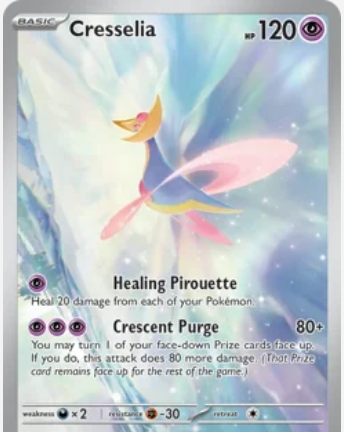 BASIC Cresselia HP 120
Healing Pirouette
Heal 20 damage from each of your Pokémon.
Crescent Purge 80+
You may turn 1 of your face-down Prize cards face up.
If you do, this attack does 80 more damage. (That Prize
card remains face up for the rest of the game.)
weakness ×2 resistance -30 retreat